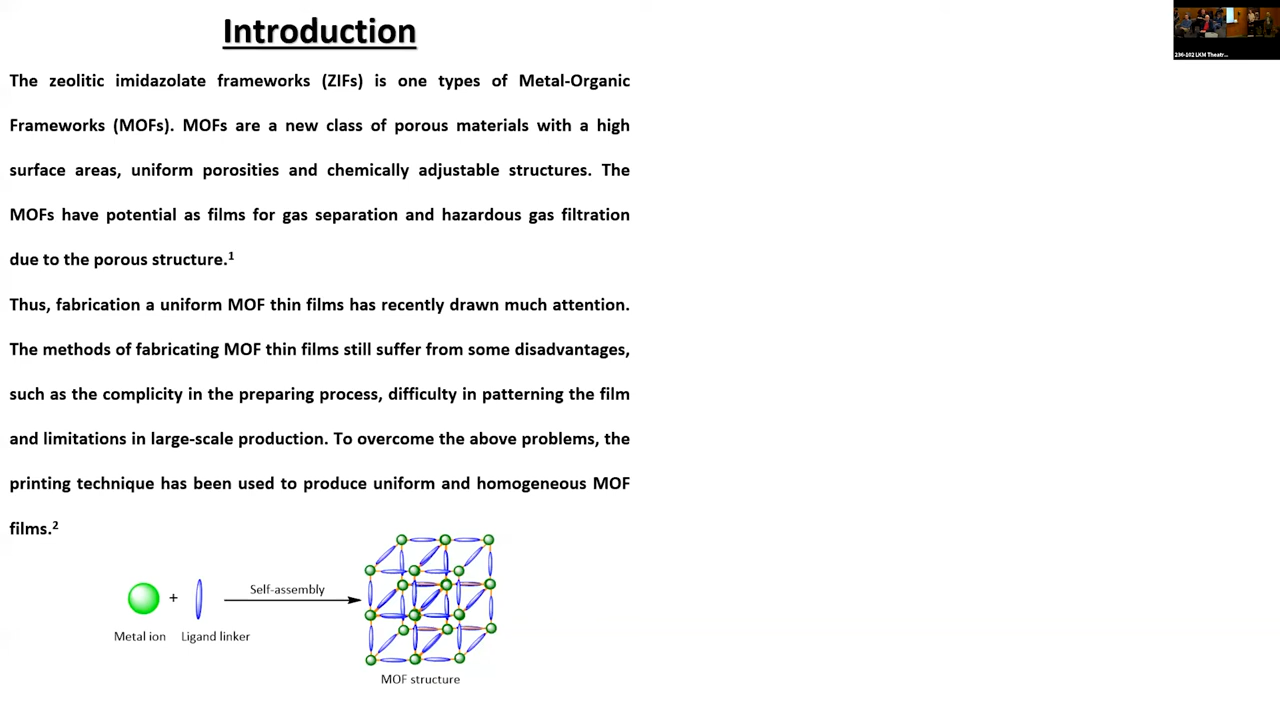 Introduction
The zeolitic imidazolate frameworks (ZIFs) is one types of Metal-Organic
Frameworks (MOFs). MOFs are a new class of porous materials with a high
surface areas, uniform porosities and chemically adjustable structures. The
MOFs have potential as films for gas separation and hazardous gas filtration
due to the porous structure.1
Thus, fabrication a uniform MOF thin films has recently drawn much attention.
The methods of fabricating MOF thin films still suffer from some disadvantages,
such as the complicity in the preparing process, difficulty in patterning the film
and limitations in large-scale production. To overcome the above problems, the
printing technique has been used to produce uniform and homogeneous MOF
films.2
+
Self-assembly
Metal ion
Ligand linker
MOF structure
236-102 LKM Theatr...